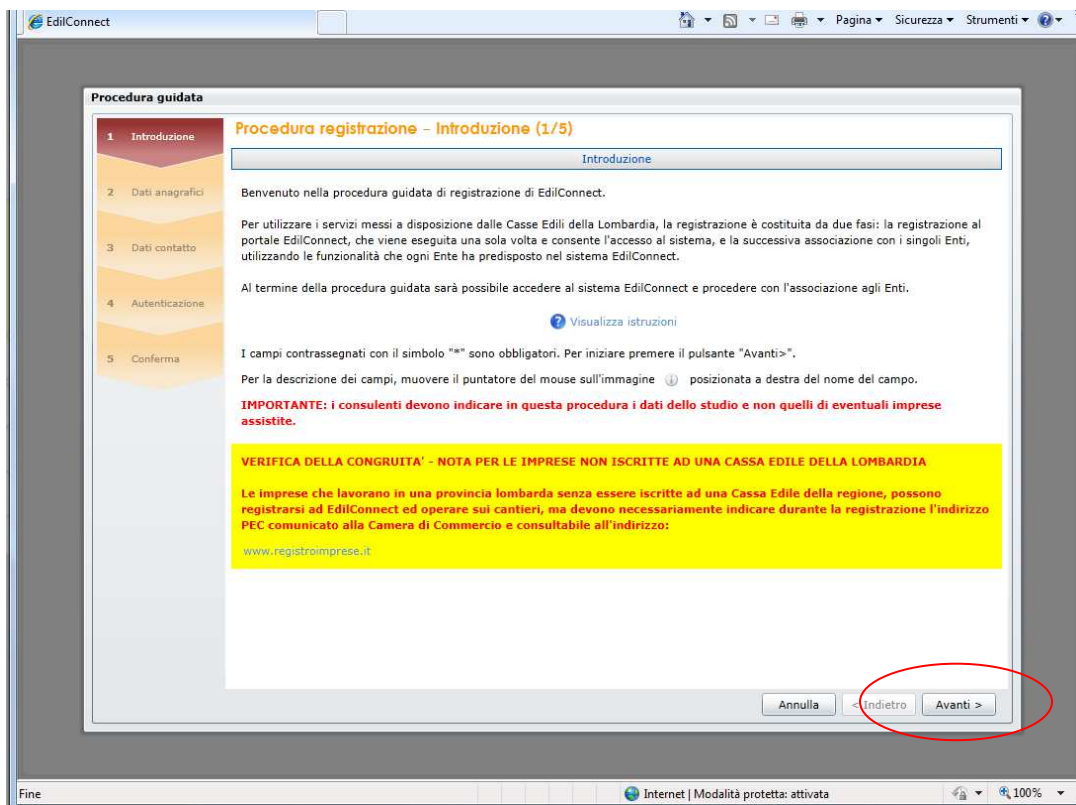 EdilConnect
Pagina
Sicurezza
Strumenti
Procedura guidata
1 Introduzione
2 Dati anagrafici
3 Dati contatto
4 Autenticazione
5 Conferma
Procedura registrazione – Introduzione (1/5)
Introduzione
Benvenuto nella procedura guidata di registrazione di EdilConnect.
Per utilizzare i servizi messi a disposizione dalle Casse Edili della Lombardia, la registrazione è costituita da due fasi: la registrazione al
portale EdilConnect, che viene eseguita una sola volta e consente l'accesso al sistema, e la successiva associazione con i singoli Enti,
utilizzando le funzionalità che ogni Ente ha predisposto nel sistema EdilConnect.
Al termine della procedura guidata sarà possibile accedere al sistema EdilConnect e procedere con l'associazione agli Enti.
? Visualizza istruzioni
I campi contrassegnati con il simbolo "*" sono obbligatori. Per iniziare premere il pulsante "Avanti>".
Per la descrizione dei campi, muovere il puntatore del mouse sull'immagine i posizionata a destra del nome del campo.
IMPORTANTE: i consulenti devono indicare in questa procedura i dati dello studio e non quelli di eventuali imprese
assistite.
VERIFICA DELLA CONGRUITA' - NOTA PER LE IMPRESE NON ISCRITTE AD UNA CASSA EDILE DELLA LOMBARDIA
Le imprese che lavorano in una provincia lombarda senza essere iscritte ad una Cassa Edile della regione, possono
registrarsi ad EdilConnect ed operare sui cantieri, ma devono necessariamente indicare durante la registrazione l'indirizzo
PEC comunicato alla Camera di Commercio e consultabile all'indirizzo:
www.registroimprese.it
Annulla
< Indietro
Avanti >
Fine
Internet | Modalità protetta: attivata
100%